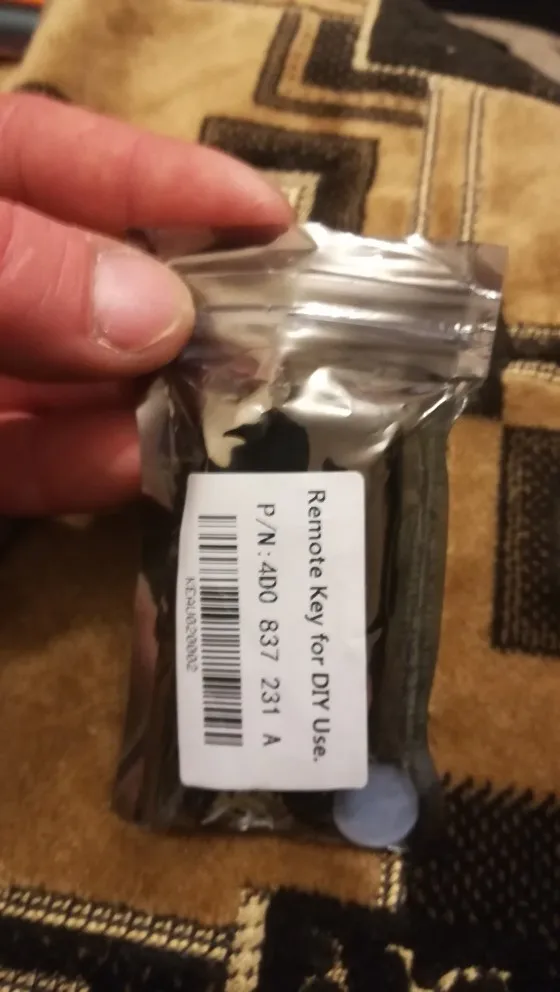 Remote Key for DIY Use.
P/N:4D0 837 231 A
KEAU020002